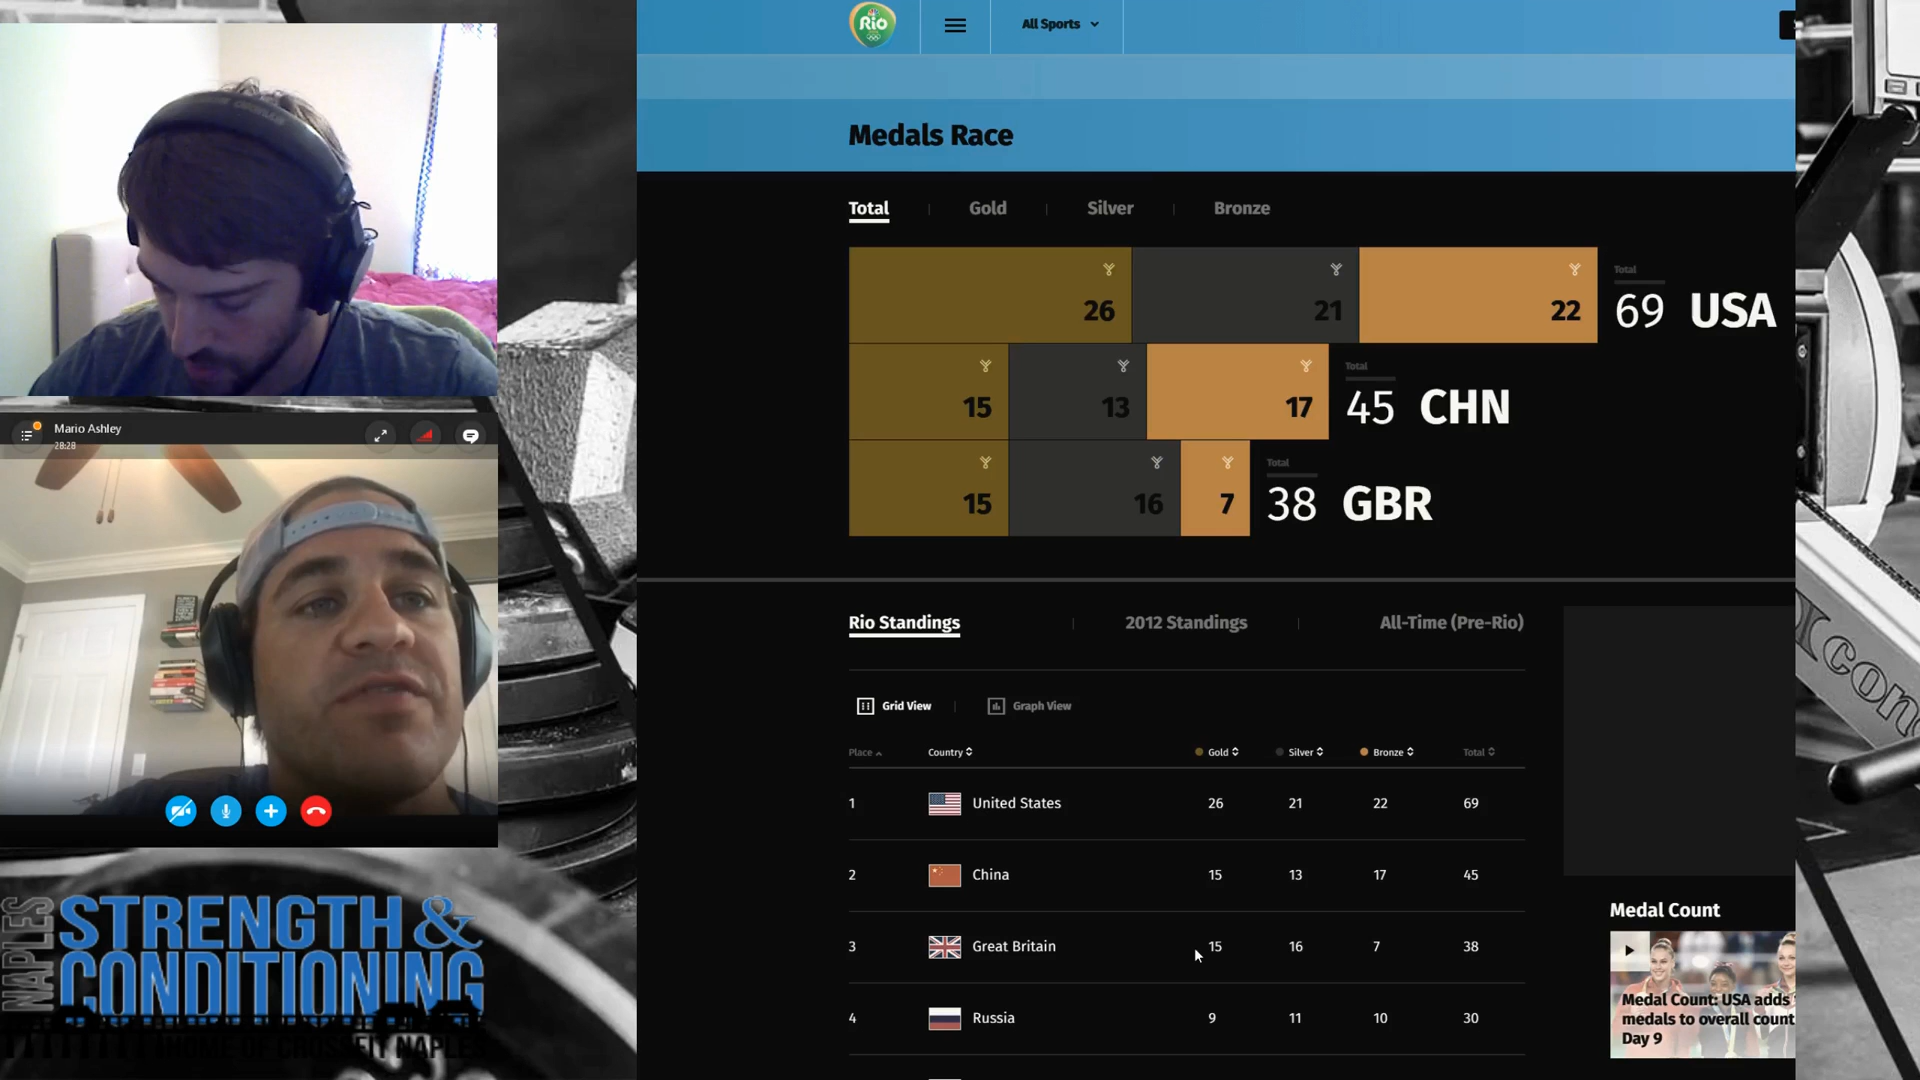 Rio
All Sports
Medals Race
Total
Gold
Silver
Bronze
26
21
22
Total
69 USA
15
13
17
Total
45 CHN
15
16
7
Total
38 GBR
Mario Ashley
28:28
Rio Standings
2012 Standings
All-Time (Pre-Rio)
Grid View
Graph View
Place
Country
Gold
Silver
Bronze
Total
1 United States 26 21 22 69
2 China 15 13 17 45
3 Great Britain 15 16 7 38
4 Russia 9 11 10 30
Medal Count
Medal Count: USA adds
medals to overall count
Day 9
NAPLES
STRENGTH &
CONDITIONING
HOME OF CROSSFIT NAPLES